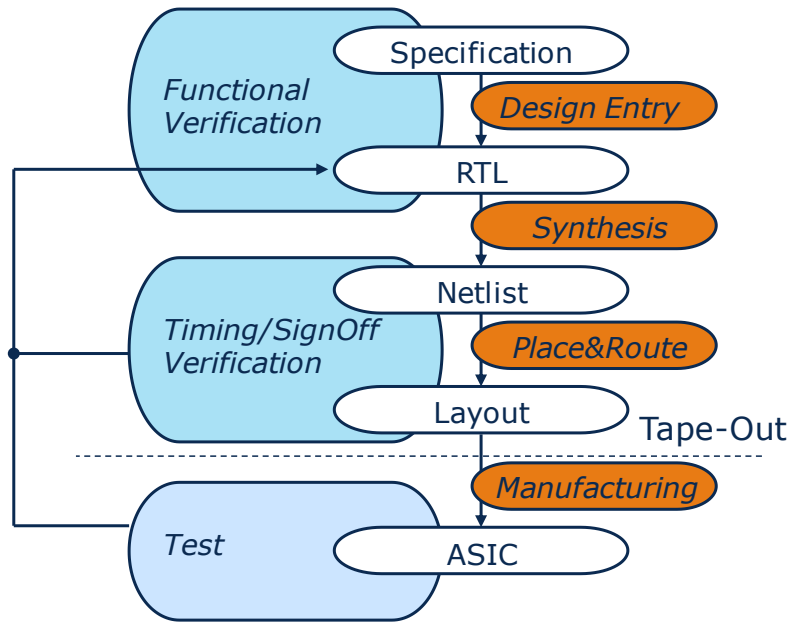 Specification
Functional
Verification
Design Entry
RTL
Synthesis
Netlist
Timing/SignOff
Verification
Place&Route
Layout
Tape-Out
Manufacturing
Test
ASIC